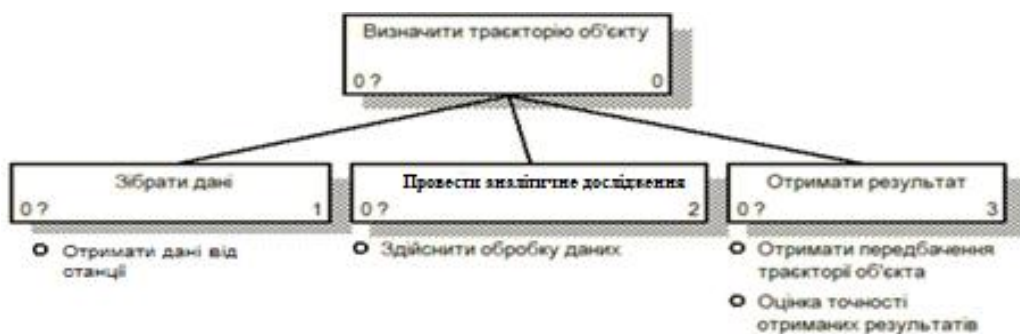 Визначити траєкторію об'єкту
0 ? 0
Зібрати дані
0 ? 1
Провести аналітичне дослідження
0 ? 2
Отримати результат
0 ? 3
Отримати дані від
станції
Здійснити обробку даних
Отримати передбачення
траєкторії об'єкта
Оцінка точності
отриманих результатів